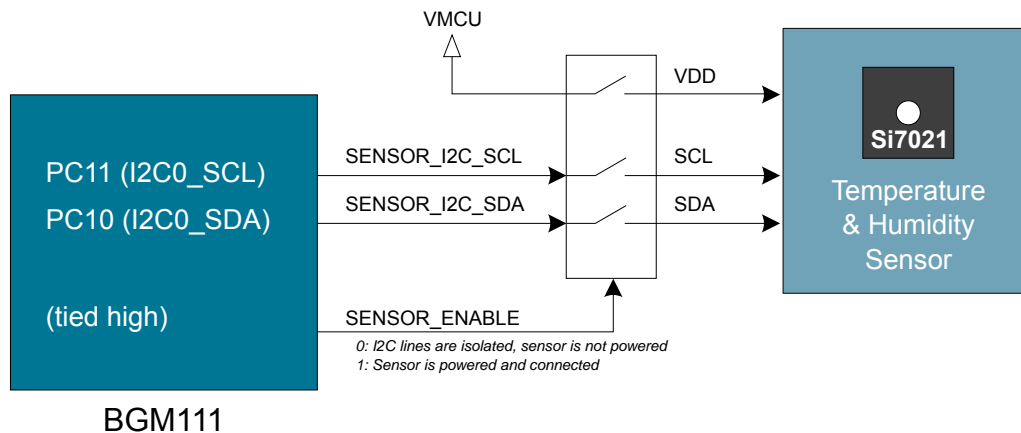 VMCU
VDD
Si7021
PC11 (I2C0_SCL)
SENSOR_I2C_SCL
SCL
PC10 (I2C0_SDA)
SENSOR_I2C_SDA
SDA
Temperature
& Humidity
Sensor
(tied high)
SENSOR_ENABLE
0: I2C lines are isolated, sensor is not powered
1: Sensor is powered and connected
BGM111